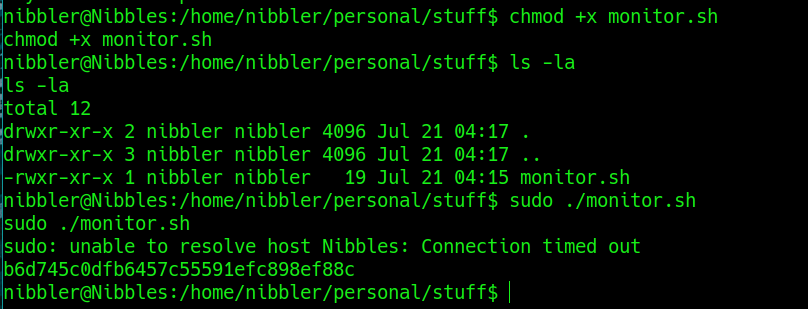 nibbler@Nibbles:/home/nibbler/personal/stuff$ chmod +x monitor.sh
chmod +x monitor.sh
nibbler@Nibbles:/home/nibbler/personal/stuff$ ls -la
ls -la
total 12
drwxr-xr-x 2 nibbler nibbler 4096 Jul 21 04:17 .
drwxr-xr-x 3 nibbler nibbler 4096 Jul 21 04:17 ..
-rwxr-xr-x 1 nibbler nibbler   19 Jul 21 04:15 monitor.sh
nibbler@Nibbles:/home/nibbler/personal/stuff$ sudo ./monitor.sh
sudo ./monitor.sh
sudo: unable to resolve host Nibbles: Connection timed out
b6d745c0dfb6457c55591efc898ef88c
nibbler@Nibbles:/home/nibbler/personal/stuff$